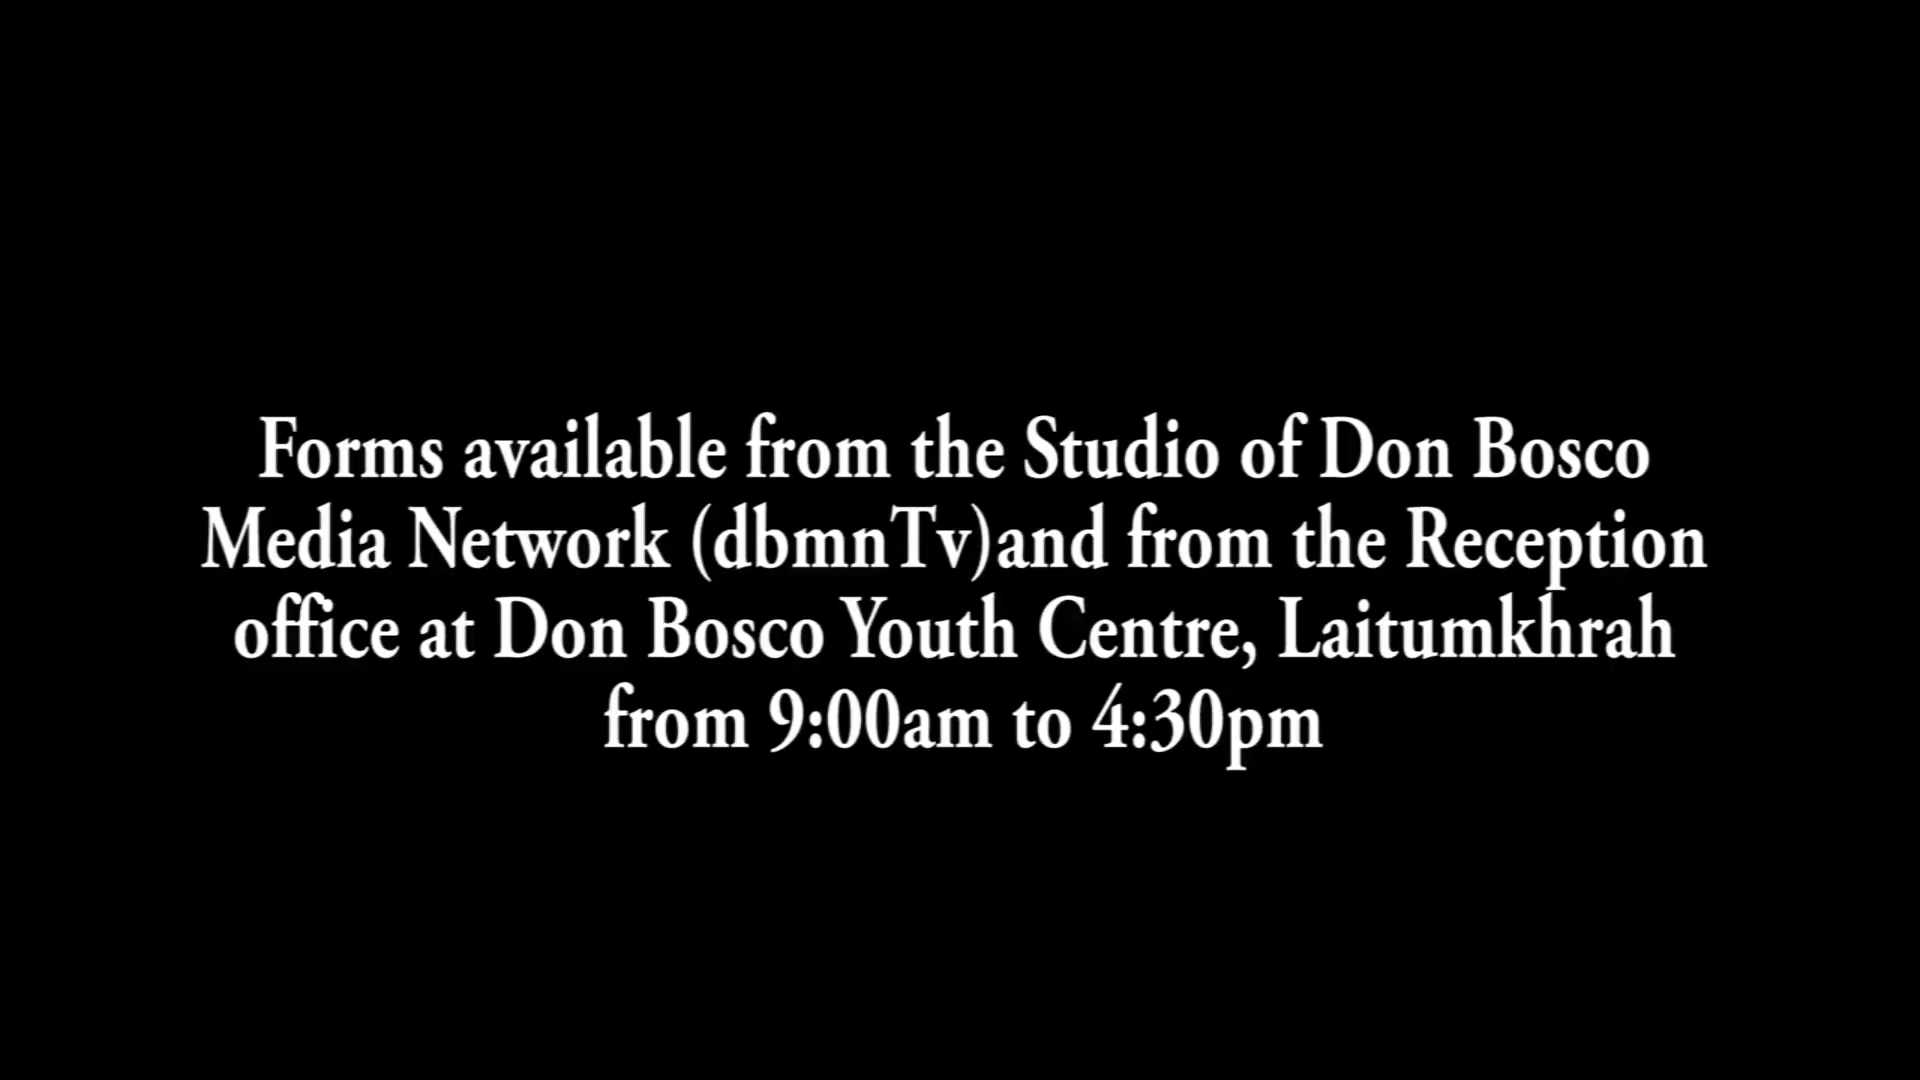 Forms available from the Studio of Don Bosco
Media Network (dbmnTv)and from the Reception
office at Don Bosco Youth Centre, Laitumkhrah
from 9:00am to 4:30pm